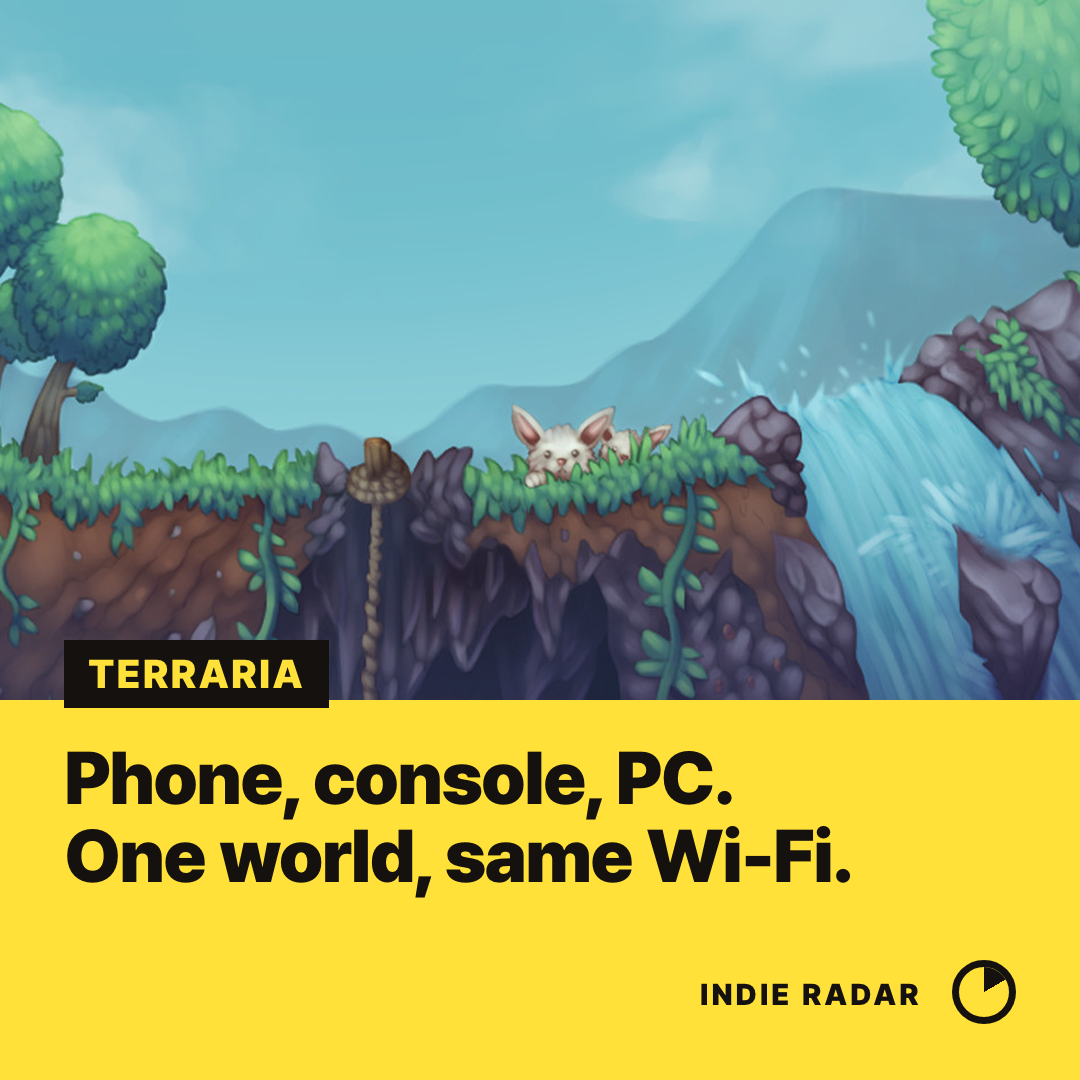 TERRARIA
Phone, console, PC.
One world, same Wi-Fi.
INDIE RADAR